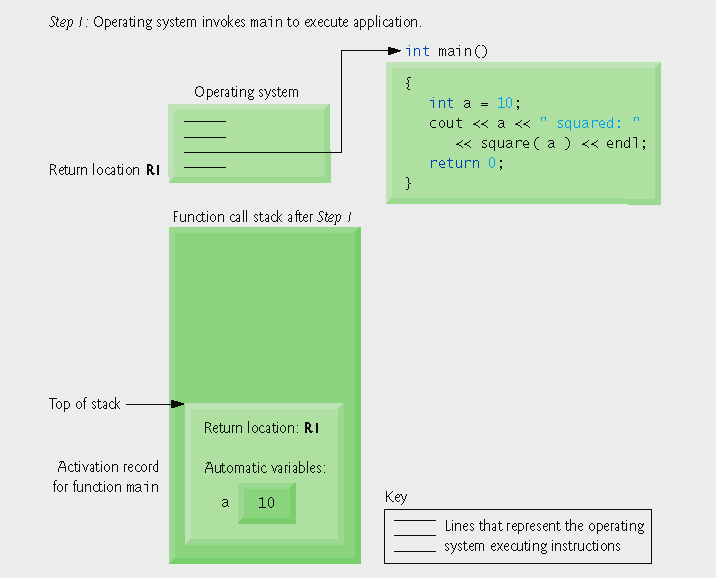 Step 1: Operating system invokes main to execute application.
int main()
{
int a = 10;
cout << a << " squared: "
<< square( a ) << endl;
return 0;
}
Operating system
Return location R1
Function call stack after Step 1
Top of stack
Return location: R1
Activation record
for function main
Automatic variables:
a 10
Key
Lines that represent the operating
system executing instructions